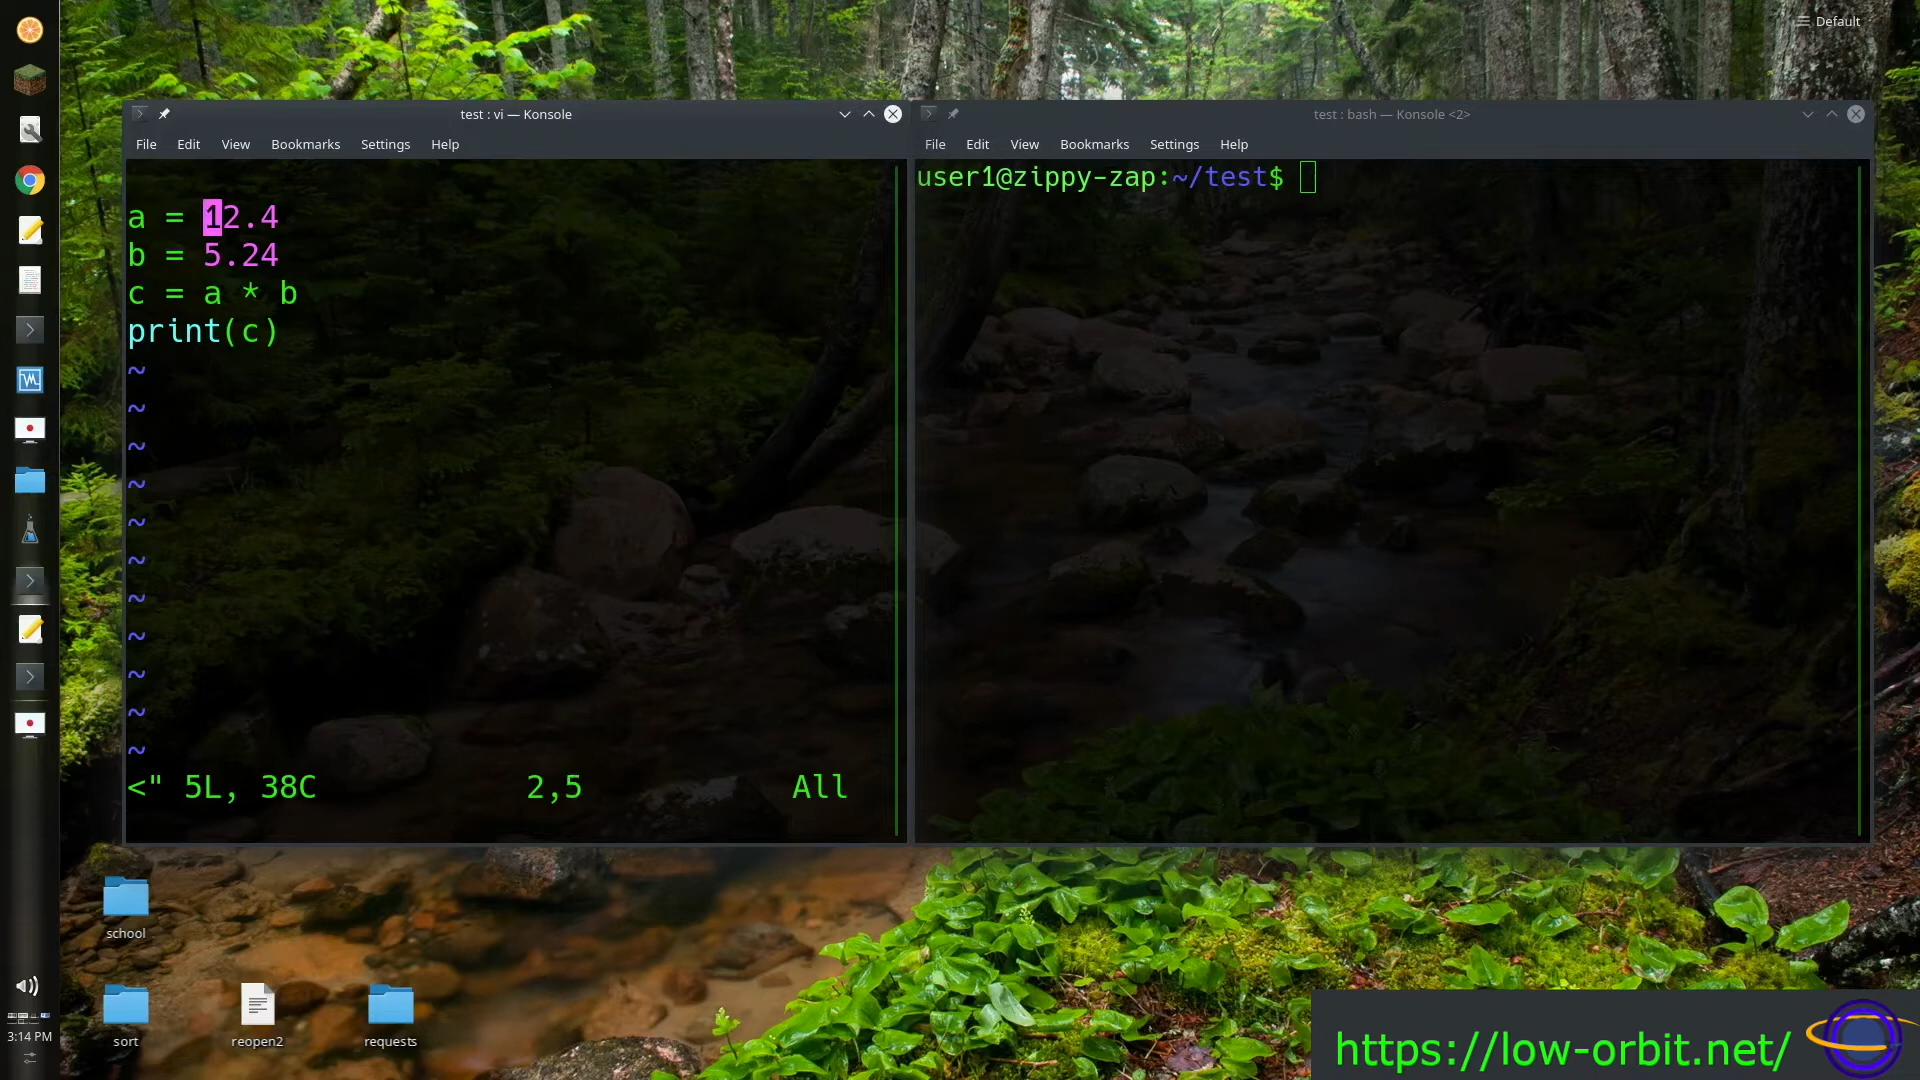 Default
test : vi — Konsole
File Edit View Bookmarks Settings Help
a = 12.4
b = 5.24
c = a * b
print(c)
~
~
~
~
~
~
~
~
~
~
~
<" 5L, 38C 2,5 All
test : bash — Konsole <2>
File Edit View Bookmarks Settings Help
user1@zippy-zap:~/test$
school
sort
reopen2
requests
3:14 PM
https://low-orbit.net/